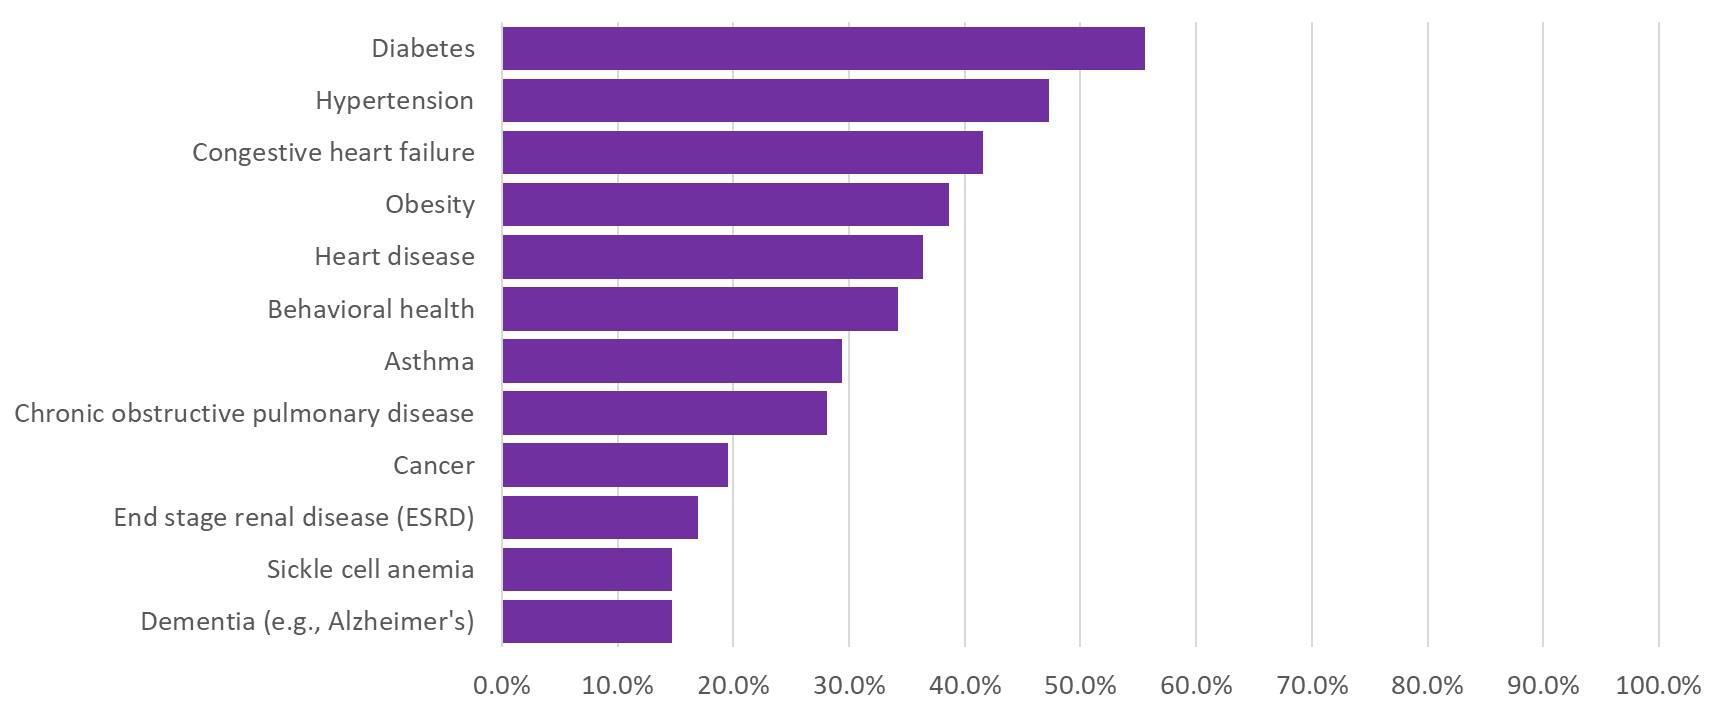 Diabetes
Hypertension
Congestive heart failure
Obesity
Heart disease
Behavioral health
Asthma
Chronic obstructive pulmonary disease
Cancer
End stage renal disease (ESRD)
Sickle cell anemia
Dementia (e.g., Alzheimer's)
0.0% 10.0% 20.0% 30.0% 40.0% 50.0% 60.0% 70.0% 80.0% 90.0% 100.0%